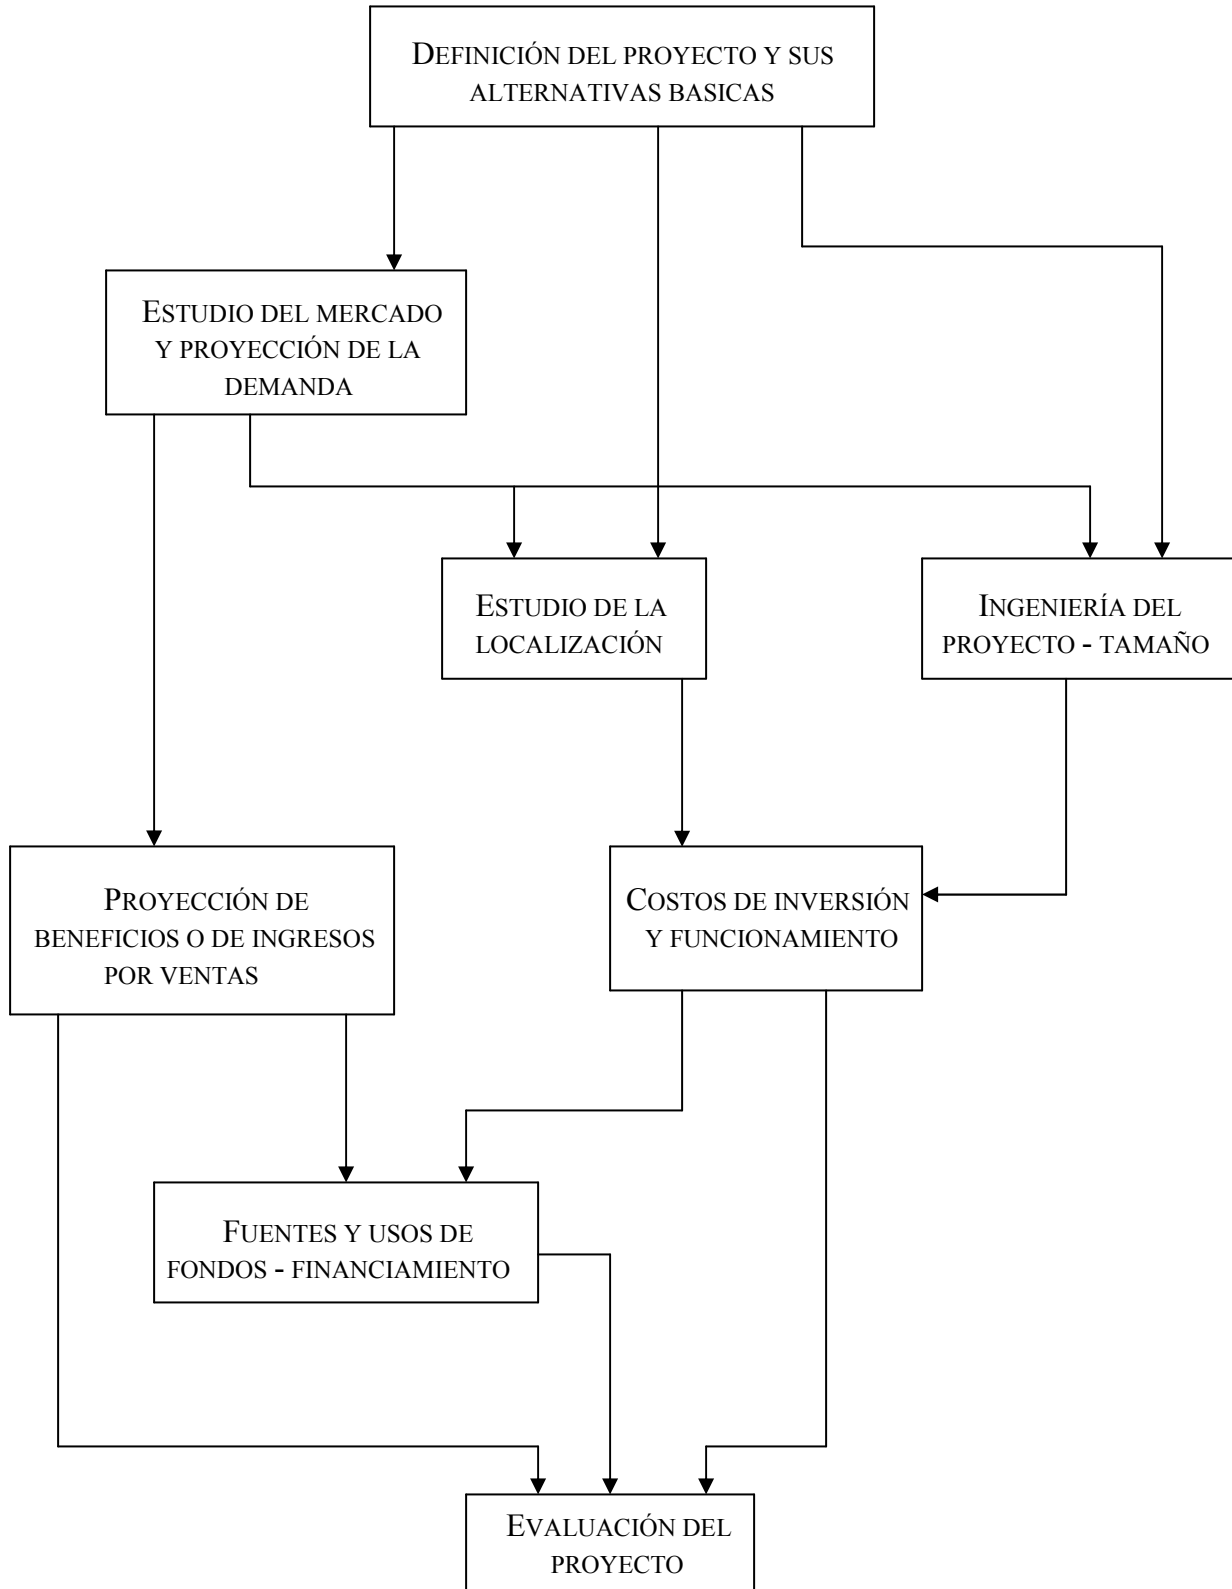 DEFINICIÓN DEL PROYECTO Y SUS
ALTERNATIVAS BASICAS
ESTUDIO DEL MERCADO
Y PROYECCIÓN DE LA
DEMANDA
ESTUDIO DE LA
LOCALIZACIÓN
INGENIERÍA DEL
PROYECTO - TAMAÑO
PROYECCIÓN DE
BENEFICIOS O DE INGRESOS
POR VENTAS
COSTOS DE INVERSIÓN
Y FUNCIONAMIENTO
FUENTES Y USOS DE
FONDOS - FINANCIAMIENTO
EVALUACIÓN DEL
PROYECTO